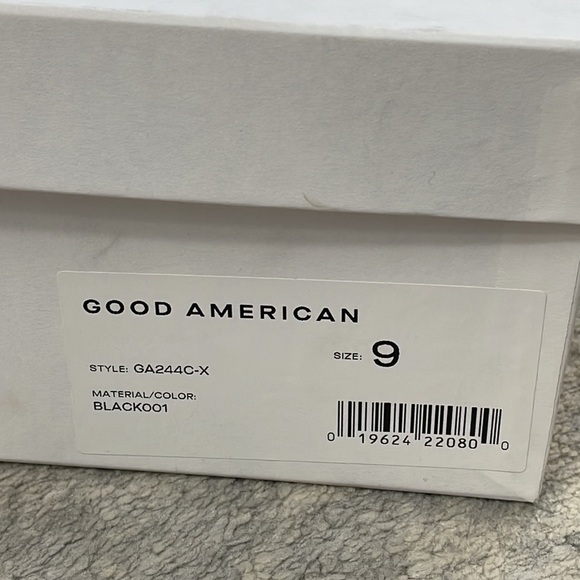 GOOD AMERICAN
STYLE: GA244C-X
SIZE: 9
MATERIAL/COLOR:
BLACK001
0 19624 22080 0